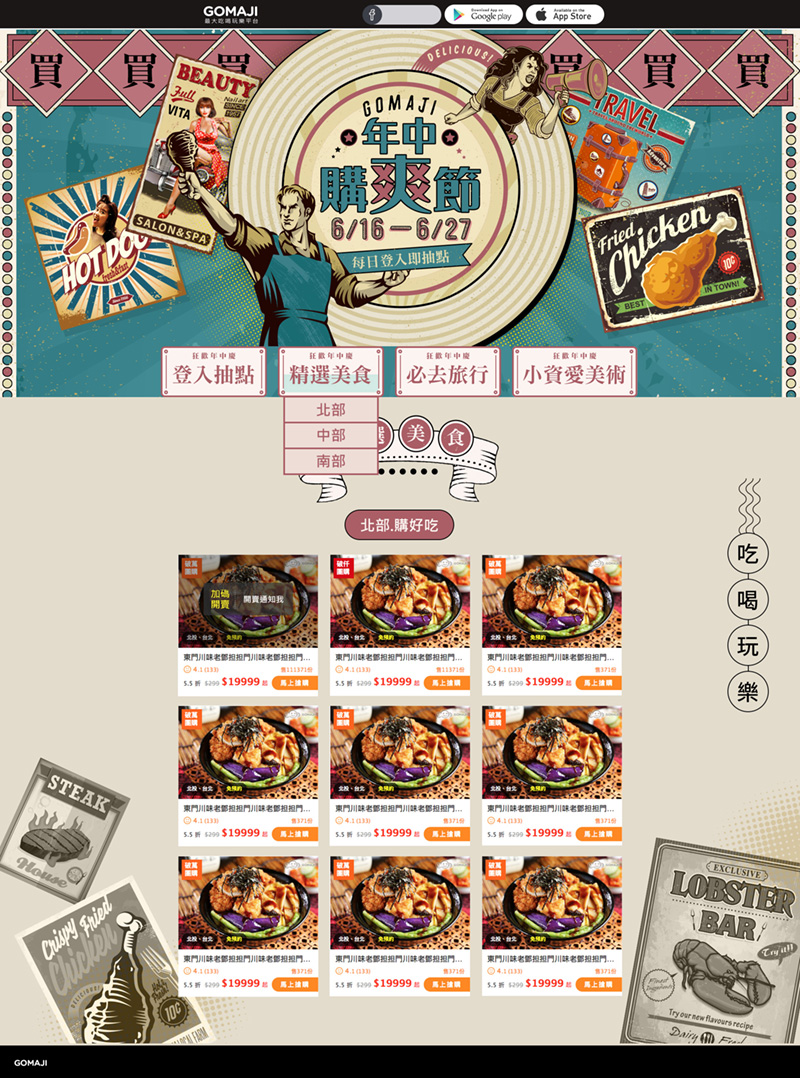 GOMAJI
最大吃喝玩樂平台
Download App on
Google play
Available on the
App Store
買
買
買
買
買
買
BEAUTY
Full
VITA
Nail art
SINCE
1957
SALON&SPA
HOT DOG
DELICIOUS!
GOMAJI
年中
購爽節
6/16—6/27
每日登入即抽點
TRAVEL
Fried
Chicken
10¢
BEST
IN TOWN!
狂歡年中慶
登入抽點
狂歡年中慶
精選美食
狂歡年中慶
必去旅行
狂歡年中慶
小資愛美術
北部
中部
南部
選美食
北部.購好吃
吃
喝
玩
樂
破萬
團購
加碼
開賣
開賣通知我
北投、台北 免預約
東門川味老鄧担担門川味老鄧担担門...
4.1 (133) 售111371份
5.5 折 $299 $19999 起 馬上搶購
破仟
團購
北投、台北 免預約
東門川味老鄧担担門川味老鄧担担門...
4.1 (133) 售11371份
5.5 折 $299 $19999 起 馬上搶購
破萬
團購
北投、台北 免預約
東門川味老鄧担担門川味老鄧担担門...
4.1 (133) 售371份
5.5 折 $299 $19999 起 馬上搶購
破萬
團購
北投、台北 免預約
東門川味老鄧担担門川味老鄧担担門...
4.1 (133) 售371份
5.5 折 $299 $19999 起 馬上搶購
破萬
團購
北投、台北 免預約
東門川味老鄧担担門川味老鄧担担門...
4.1 (133) 售371份
5.5 折 $299 $19999 起 馬上搶購
破萬
團購
北投、台北 免預約
東門川味老鄧担担門川味老鄧担担門...
4.1 (133) 售371份
5.5 折 $299 $19999 起 馬上搶購
破萬
團購
北投、台北 免預約
東門川味老鄧担担門川味老鄧担担門...
4.1 (133) 售371份
5.5 折 $299 $19999 起 馬上搶購
破萬
團購
北投、台北 免預約
東門川味老鄧担担門川味老鄧担担門...
4.1 (133) 售371份
5.5 折 $299 $19999 起 馬上搶購
破萬
團購
北投、台北 免預約
東門川味老鄧担担門川味老鄧担担門...
4.1 (133) 售371份
5.5 折 $299 $19999 起 馬上搶購
STEAK
House
Crispy Fried
Chicken
DELICIOUS!
10¢
EXCLUSIVE
LOBSTER
BAR
Try it!!
Try our new flavours recipe
Dairy
GOMAJI